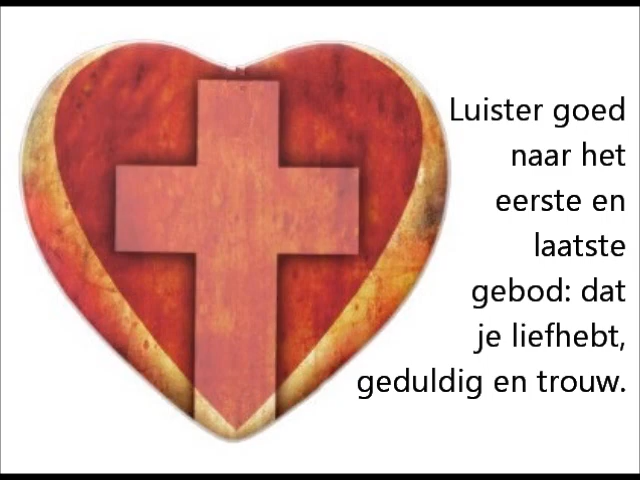 Luister goed
naar het
eerste en
laatste
gebod: dat
je liefhebt,
geduldig en trouw.